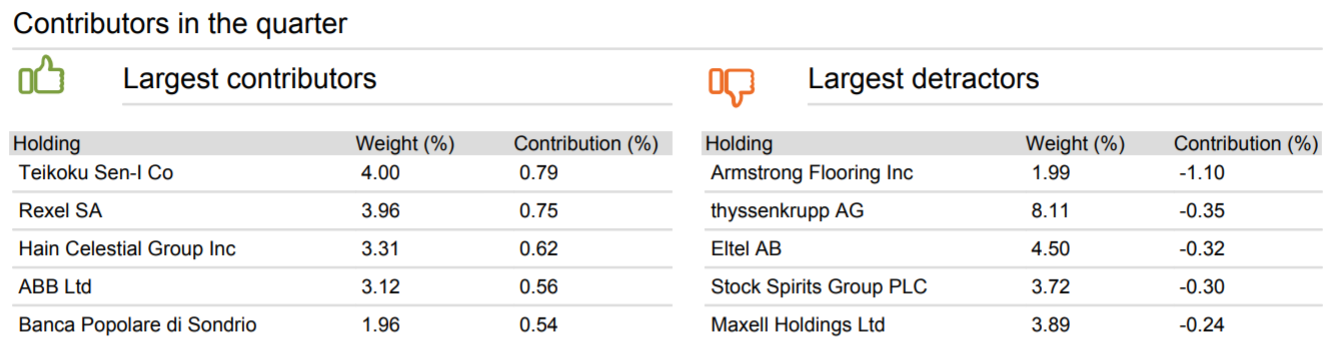 Contributors in the quarter
Largest contributors
Holding Weight (%) Contribution (%)
Teikoku Sen-I Co 4.00 0.79
Rexel SA 3.96 0.75
Hain Celestial Group Inc 3.31 0.62
ABB Ltd 3.12 0.56
Banca Popolare di Sondrio 1.96 0.54
Largest detractors
Holding Weight (%) Contribution (%)
Armstrong Flooring Inc 1.99 -1.10
thyssenkrupp AG 8.11 -0.35
Eltel AB 4.50 -0.32
Stock Spirits Group PLC 3.72 -0.30
Maxell Holdings Ltd 3.89 -0.24